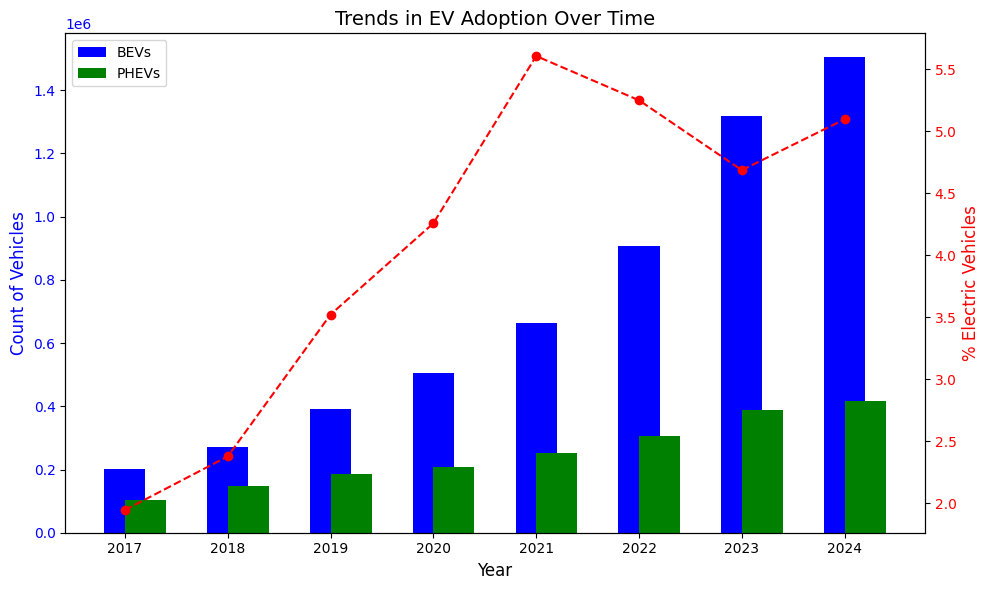 Trends in EV Adoption Over Time
1e6
BEVs
PHEVs
Count of Vehicles
1.4
1.2
1.0
0.8
0.6
0.4
0.2
0.0
5.5
5.0
4.5
4.0
3.5
3.0
2.5
2.0
% Electric Vehicles
2017 2018 2019 2020 2021 2022 2023 2024
Year